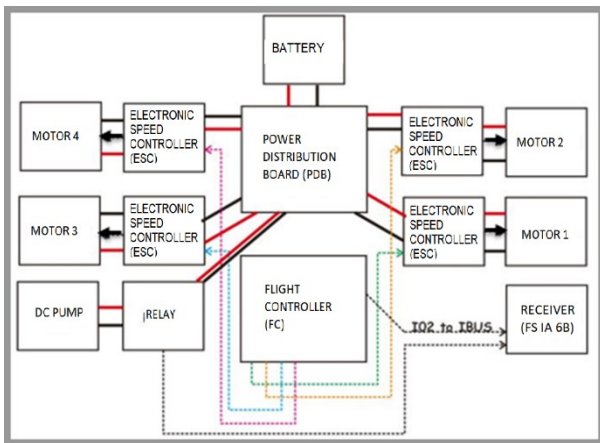 BATTERY
MOTOR 4
ELECTRONIC
SPEED
CONTROLLER
(ESC)
POWER
DISTRIBUTION
BOARD (PDB)
ELECTRONIC
SPEED
CONTROLLER
(ESC)
MOTOR 2
MOTOR 3
ELECTRONIC
SPEED
CONTROLLER
(ESC)
ELECTRONIC
SPEED
CONTROLLER
(ESC)
MOTOR 1
DC PUMP
RELAY
FLIGHT
CONTROLLER
(FC)
IO2 to IBUS
RECEIVER
(FS IA 6B)